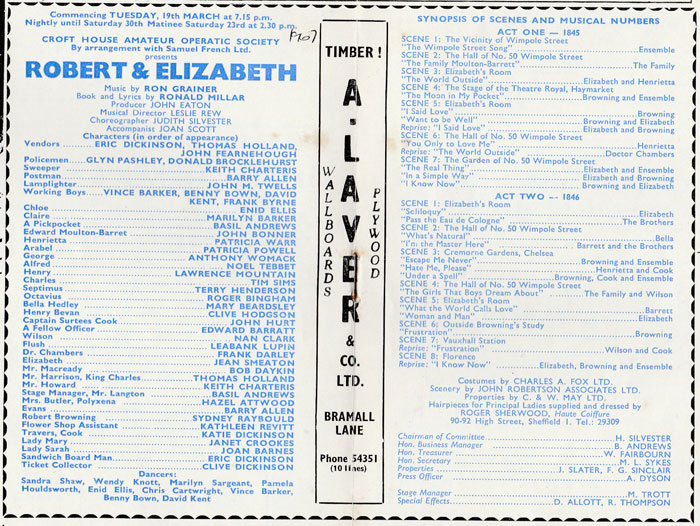 Commencing TUESDAY, 19th MARCH at 7.15 p.m.
Nightly until Saturday 30th Matinee Saturday 23rd at 2.30 p.m.
CROFT HOUSE AMATEUR OPERATIC SOCIETY
By arrangement with Samuel French Ltd.
presents
ROBERT & ELIZABETH
Music by RON GRAINER
Book and Lyrics by RONALD MILLAR
Producer JOHN EATON
Musical Director LESLIE REW
Choreographer JUDITH SILVESTER
Accompanist JOAN SCOTT
Characters (in order of appearance)
Vendors ERIC DICKINSON, THOMAS HOLLAND,
JOHN FEARNEHOUGH
Policemen GLYN PASHLEY, DONALD BROCKLEHURST
Sweeper KEITH CHARTERIS
Postman BARRY ALLEN
Lamplighter JOHN M. TWELLS
Working Boys VINCE BARKER, BENNY BOWN, DAVID
KENT, FRANK BYRNE
Chloe ENID ELLIS
Claire MARILYN BARKER
A Pickpocket BASIL ANDREWS
Edward Moulton-Barret JOHN BONNER
Henrietta PATRICIA WARR
Arabel PATRICIA POWELL
George ANTHONY WOMACK
Alfred NOEL TEBBET
Henry LAWRENCE MOUNTAIN
Charles TIM SIMS
Septimus TERRY HENDERSON
Octavius ROGER BINGHAM
Bella Hedley MARY BEARDSLEY
Henry Bevan CLIVE HODGSON
Captain Surtees Cook JOHN HURT
A Fellow Officer EDWARD BARRATT
Wilson NAN CLARK
Flush LEABANK LUPIN
Dr. Chambers FRANK DARLEY
Elizabeth JEAN SMEATON
Mr. Macready BOB DAYKIN
Mr. Harrison, King Charles THOMAS HOLLAND
Mr. Howard KEITH CHARTERIS
Stage Manager, Mr. Langton BASIL ANDREWS
Mrs. Butler, Polyxena HAZEL ATTWOOD
Evans BARRY ALLEN
Robert Browning SYDNEY RAYBOULD
Flower Shop Assistant KATHLEEN REVITT
Travers, Cook KATIE DICKINSON
Lady Mary JANET CROOKES
Lady Sarah JOAN BARNES
Sandwich Board Man ERIC DICKINSON
Ticket Collector CLIVE DICKINSON
Dancers:
Sandra Shaw, Wendy Knott, Marilyn Sargeant, Pamela
Houldsworth, Enid Ellis, Chris Cartwright, Vince Barker,
Benny Bown, David Kent
TIMBER !
A. LAVER
WALLBOARDS
PLYWOOD
&
CO.
LTD.
BRAMALL
LANE
Phone 54351
(10 lines)
SYNOPSIS OF SCENES AND MUSICAL NUMBERS
ACT ONE — 1845
SCENE 1: The Vicinity of Wimpole Street
"The Wimpole Street Song" Ensemble
SCENE 2: The Hall of No. 50 Wimpole Street
"The Family Moulton-Barrett" The Family
SCENE 3: Elizabeth's Room
"The World Outside" Elizabeth and Henrietta
SCENE 4: The Stage of the Theatre Royal, Haymarket
"The Moon in My Pocket" Browning and Ensemble
SCENE 5: Elizabeth's Room
"I Said Love" Browning
"Want to be Well" Browning and Elizabeth
Reprise: "I Said Love" Elizabeth
SCENE 6: The Hall of No. 50 Wimpole Street
"You Only to Love Me" Henrietta
Reprise: "The World Outside" Doctor Chambers
SCENE 7: The Garden of No. 50 Wimpole Street
"The Real Thing" Elizabeth and Ensemble
"In a Simple Way" Browning and Elizabeth
"I Know Now" Browning and Elizabeth
ACT TWO — 1846
SCENE 1: Elizabeth's Room
"Soliloquy" Elizabeth
"Pass the Eau de Cologne" The Brothers
SCENE 2: The Hall of No. 50 Wimpole Street
"What's Natural" Bella
"I'm the Master Here" Barrett and the Brothers
SCENE 3: Cremorne Gardens, Chelsea
"Escape Me Never" Browning and Ensemble
"Hate Me, Please" Henrietta and Cook
"Under a Spell" Browning, Cook and Ensemble
SCENE 4: The Hall of No. 50 Wimpole Street
"The Girls That Boys Dream About" The Family and Wilson
SCENE 5: Elizabeth's Room
"What the World Calls Love" Barrett
"Woman and Man" Elizabeth
SCENE 6: Outside Browning's Study
"Frustration" Browning
SCENE 7: Vauxhall Station
Reprise: "Frustration" Wilson and Cook
SCENE 8: Florence
Reprise: "I Know Now" Elizabeth, Browning and Ensemble
Costumes by CHARLES A. FOX LTD.
Scenery by JOHN ROBERTSON ASSOCIATES LTD.
Properties by C. & W. MAY LTD.
Hairpieces for Principal Ladies supplied and dressed by
ROGER SHERWOOD, Haute Coiffure
90-92 High Street, Sheffield 1. Tel.: 29309
Chairman of Committee H. SILVESTER
Hon. Business Manager B. ANDREWS
Hon. Treasurer W. FAIRBOURN
Hon. Secretary M. L. SYKES
Properties J. SLATER, F. G. SINCLAIR
Press Officer A. DYSON
Stage Manager M. TROTT
Special Effects D. ALLOTT, R. THOMPSON